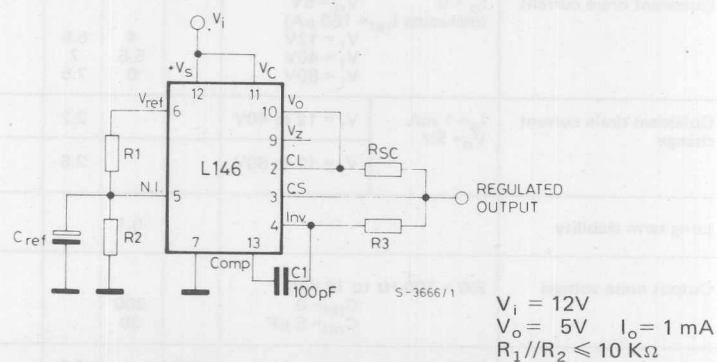 Vi
+Vs
VC
12
11
Vref
6
10
Vo
9
VZ
R1
L146
2
CL
RSC
N.I.
5
3
CS
REGULATED
OUTPUT
4
Inv.
Cref
R2
R3
7
13
Comp
C1
100pF
S-3666/1
Vi = 12V
Vo = 5V Io = 1 mA
R1//R2 ⩽ 10 KΩ